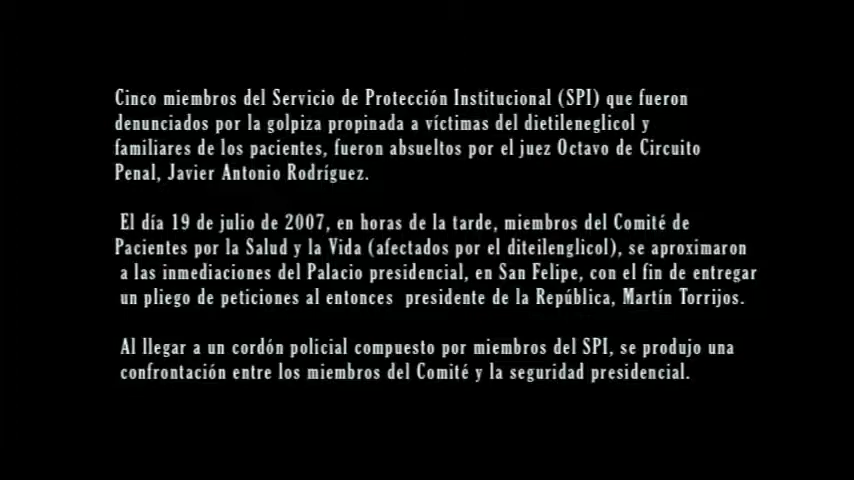 Cinco miembros del Servicio de Protección Institucional (SPI) que fueron
denunciados por la golpiza propinada a víctimas del dietileneglicol y
familiares de los pacientes, fueron absueltos por el juez Octavo de Circuito
Penal, Javier Antonio Rodríguez.
El día 19 de julio de 2007, en horas de la tarde, miembros del Comité de
Pacientes por la Salud y la Vida (afectados por el diteilenglicol), se aproximaron
a las inmediaciones del Palacio presidencial, en San Felipe, con el fin de entregar
un pliego de peticiones al entonces presidente de la República, Martín Torrijos.
Al llegar a un cordón policial compuesto por miembros del SPI, se produjo una
confrontación entre los miembros del Comité y la seguridad presidencial.